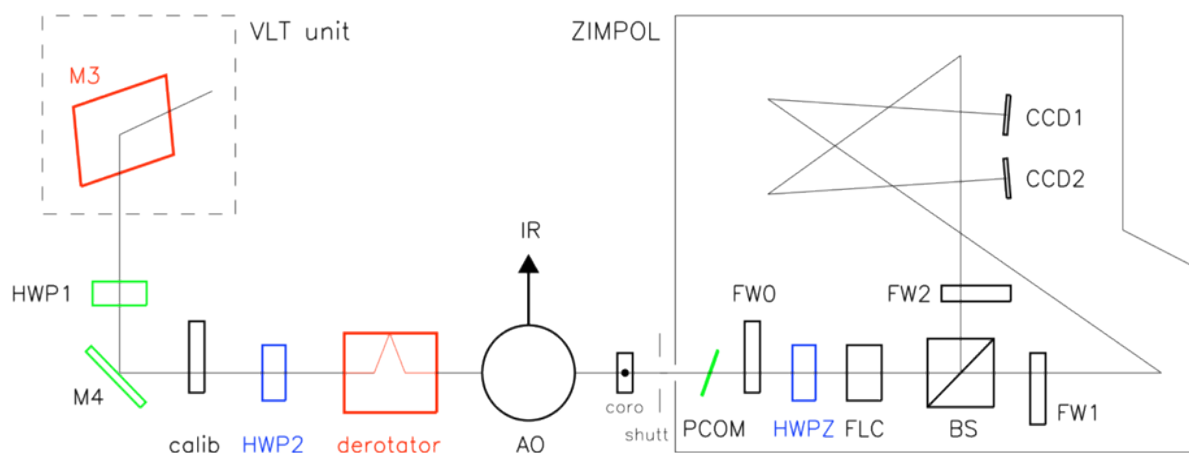 VLT unit
ZIMPOL
M3
CCD1
CCD2
IR
HWP1
FW0
FW2
M4
calib
HWP2
derotator
AO
coro
shutt
PCOM
HWPZ
FLC
BS
FW1